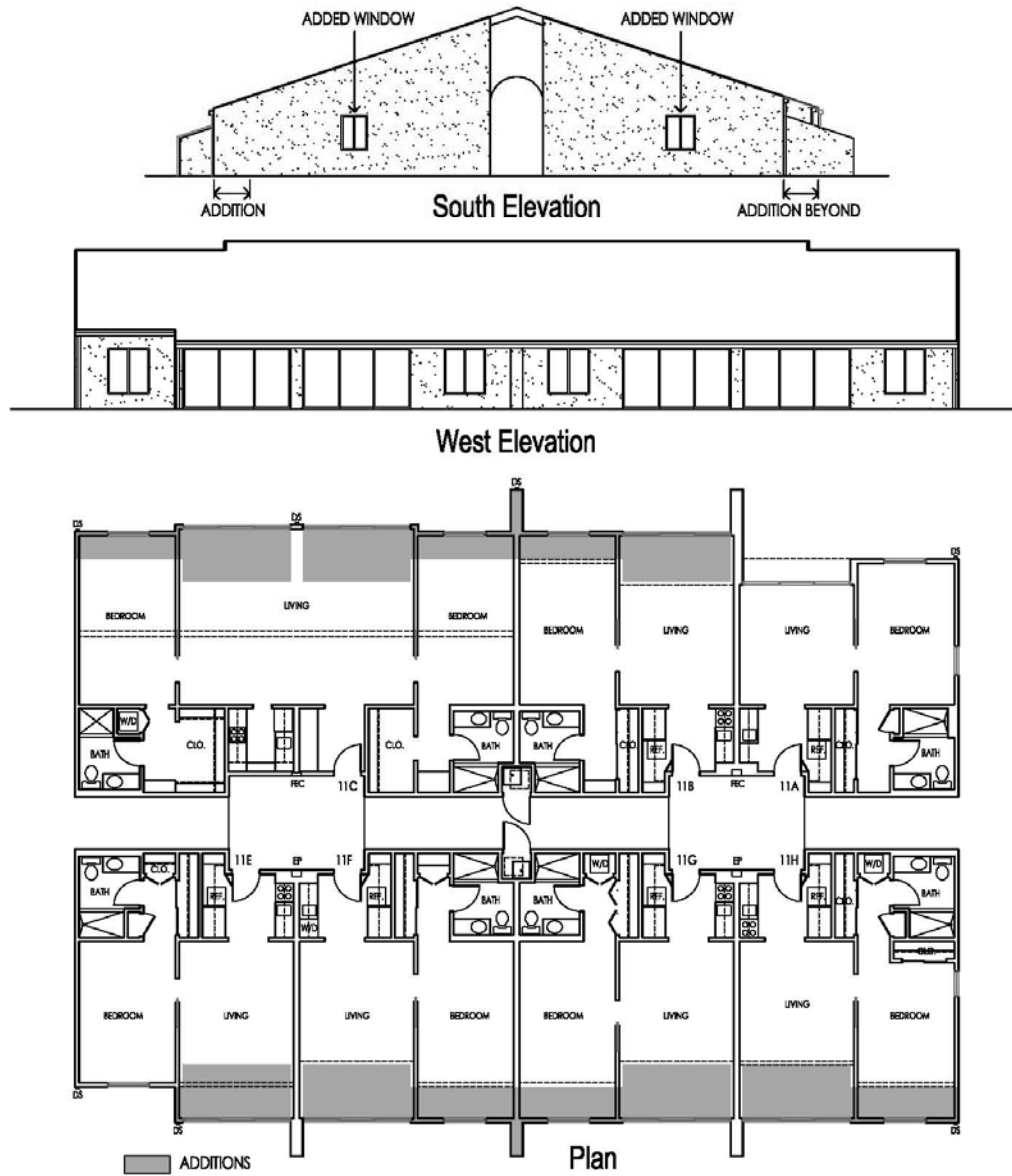 ADDED WINDOW ADDED WINDOW
South Elevation
ADDITION ADDITION BEYOND
West Elevation
DS
DS DS DS
BEDROOM LIVING BEDROOM BEDROOM LIVING LIVING BEDROOM
W/D
BATH CLO. CLO. BATH BATH CLO. REF. REF. CLO. BATH
FEC 11C F 11B FEC 11A
11E EP 11F 11G EP 11H
BATH CLO. REF. W/D REF. BATH BATH W/D REF. REF. CLO. W/D BATH
CLO.
BEDROOM LIVING LIVING BEDROOM BEDROOM LIVING LIVING BEDROOM
DS
DS DS DS
ADDITIONS
Plan